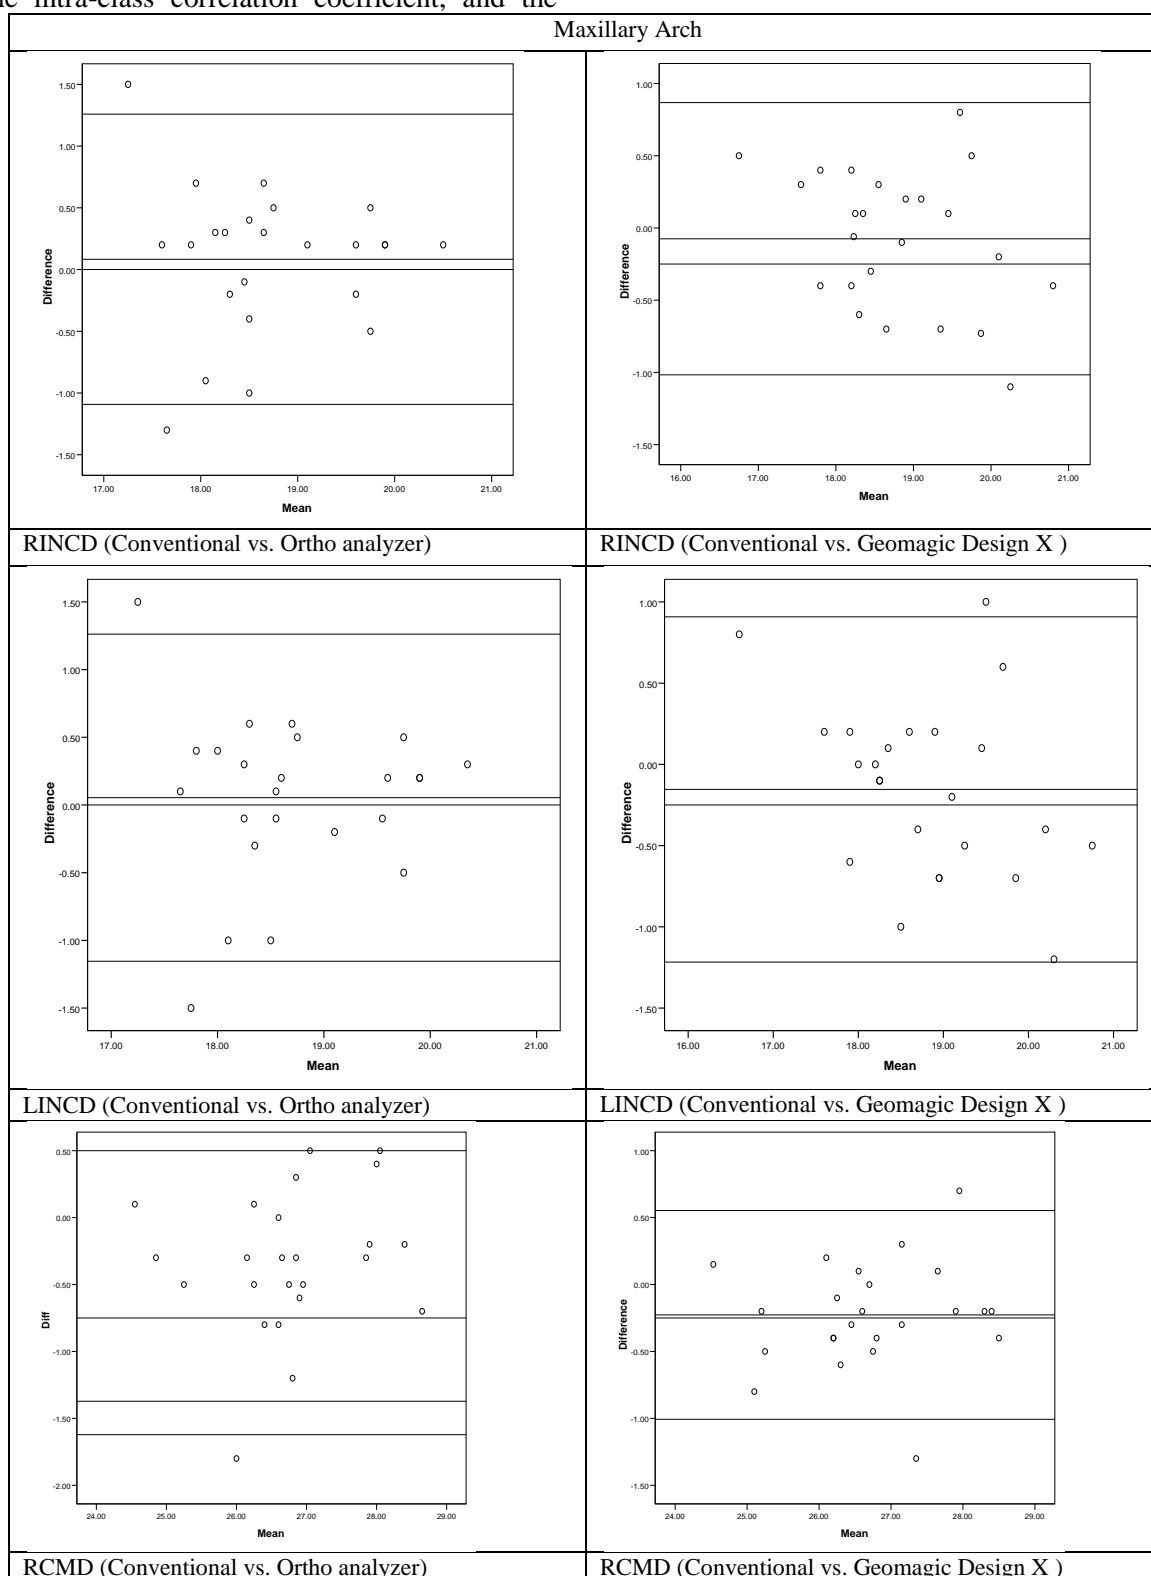 ne intra-class correlation coefficient, and the
Maxillary Arch
1.50
1.00
0.50
0.00
-0.50
-1.00
-1.50
Difference
17.00 18.00 19.00 20.00 21.00
Mean
1.00
0.50
0.00
-0.50
-1.00
-1.50
Difference
16.00 17.00 18.00 19.00 20.00 21.00
Mean
RINCD (Conventional vs. Ortho analyzer)
RINCD (Conventional vs. Geomagic Design X )
1.50
1.00
0.50
0.00
-0.50
-1.00
-1.50
Difference
17.00 18.00 19.00 20.00 21.00
Mean
1.00
0.50
0.00
-0.50
-1.00
-1.50
Difference
16.00 17.00 18.00 19.00 20.00 21.00
Mean
LINCD (Conventional vs. Ortho analyzer)
LINCD (Conventional vs. Geomagic Design X )
0.50
0.00
-0.50
-1.00
-1.50
-2.00
Diff
24.00 25.00 26.00 27.00 28.00 29.00
Mean
1.00
0.50
0.00
-0.50
-1.00
-1.50
Difference
24.00 25.00 26.00 27.00 28.00 29.00
Mean
RCMD (Conventional vs. Ortho analyzer)
RCMD (Conventional vs. Geomagic Design X )